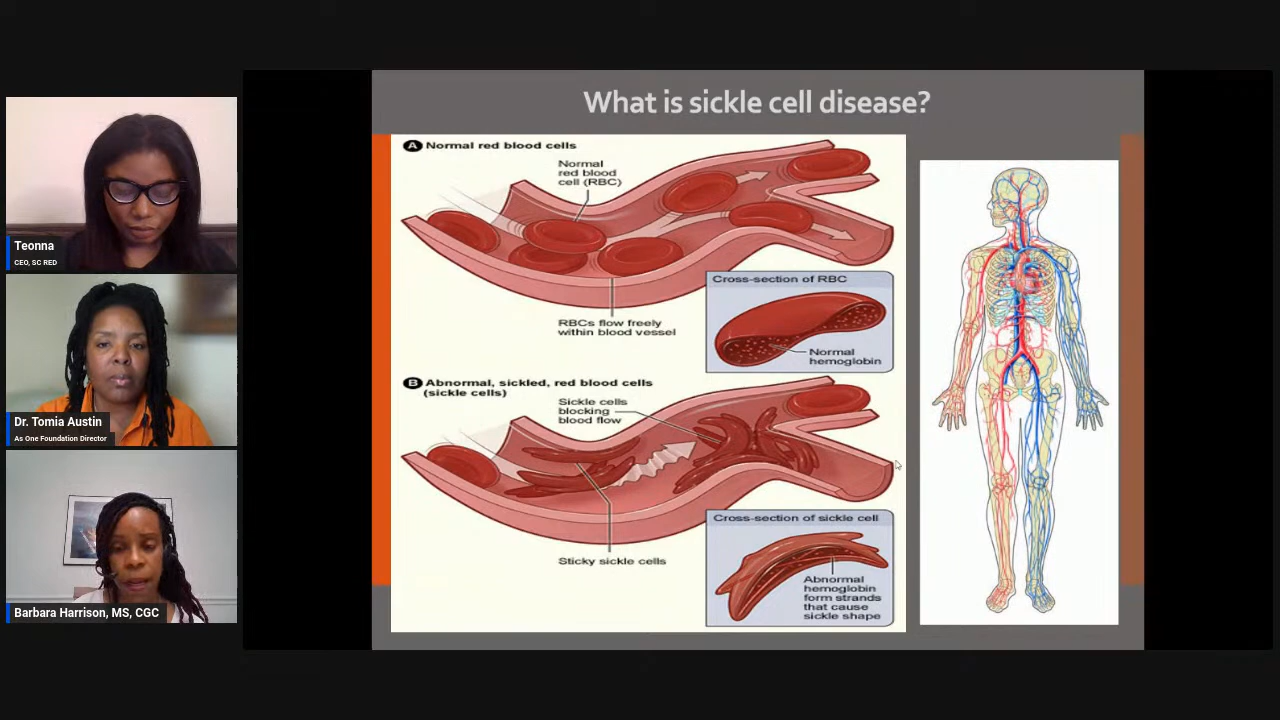 Teonna
CEO, SC RED
Dr. Tomia Austin
As One Foundation Director
Barbara Harrison, MS, CGC
What is sickle cell disease?
A Normal red blood cells
Normal
red blood
cell (RBC)
RBCs flow freely
within blood vessel
Cross-section of RBC
Normal
hemoglobin
B Abnormal, sickled, red blood cells
(sickle cells)
Sickle cells
blocking
blood flow
Sticky sickle cells
Cross-section of sickle cell
Abnormal
hemoglobin
form strands
that cause
sickle shape